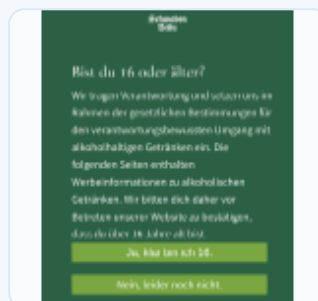 Bist du 16 oder älter?
Wir tragen Verantwortung und setzen uns im
Rahmen der gesetzlichen Bestimmungen für
den verantwortungsbewussten Umgang mit
alkoholhaltigen Getränken ein. Die
folgenden Seiten enthalten
Werbeinformationen zu alkoholischen
Getränken. Wir bitten dich daher vor
Betreten unserer Website zu bestätigen,
dass du über 16 Jahre alt bist.
Ja, klar bin ich 16.
Nein, leider noch nicht.